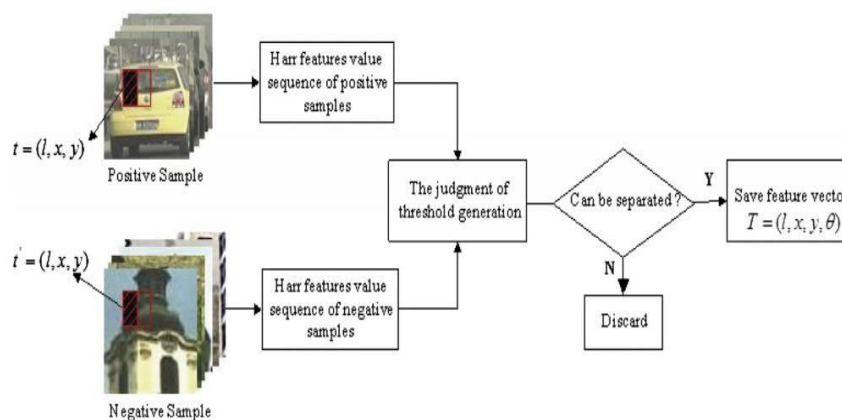 t = (l, x, y)
Positive Sample
Harr features value
sequence of positive
samples
t' = (l, x, y)
Negative Sample
Harr features value
sequence of negative
samples
The judgment of
threshold generation
Can be separated ?
Y
N
Save feature vecto
T = (l, x, y, θ)
Discard